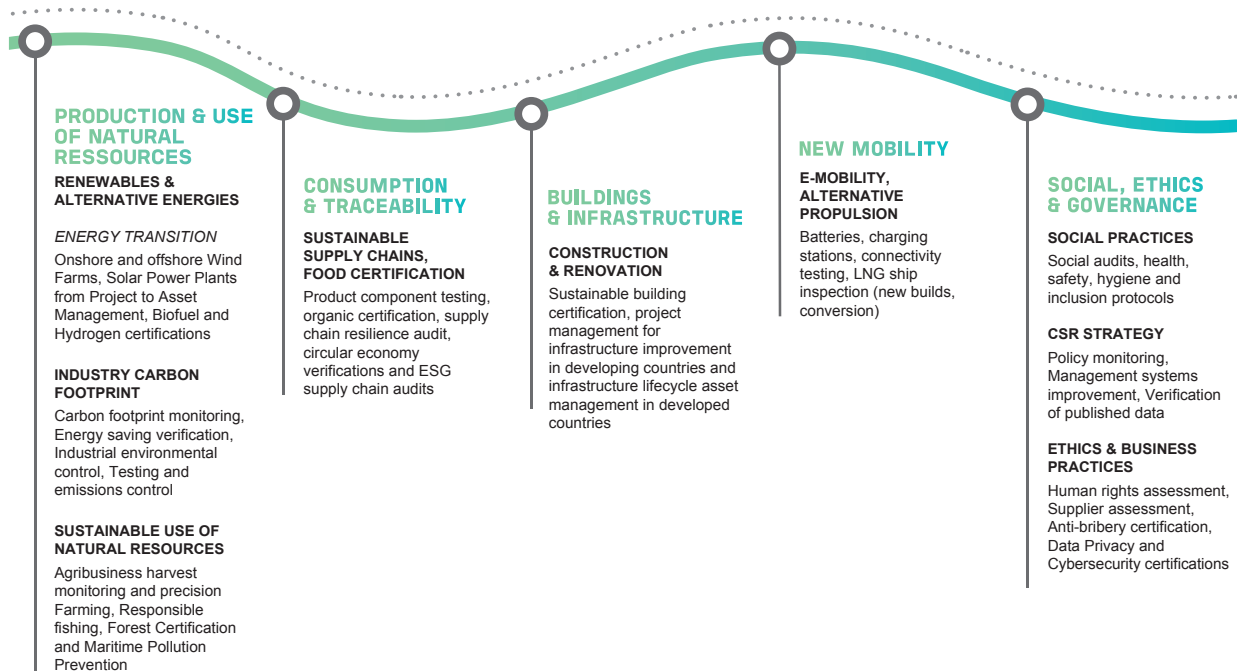 PRODUCTION & USE
OF NATURAL
RESSOURCES
RENEWABLES &
ALTERNATIVE ENERGIES
ENERGY TRANSITION
Onshore and offshore Wind
Farms, Solar Power Plants
from Project to Asset
Management, Biofuel and
Hydrogen certifications
INDUSTRY CARBON
FOOTPRINT
Carbon footprint monitoring,
Energy saving verification,
Industrial environmental
control, Testing and
emissions control
SUSTAINABLE USE OF
NATURAL RESOURCES
Agribusiness harvest
monitoring and precision
Farming, Responsible
fishing, Forest Certification
and Maritime Pollution
Prevention
CONSUMPTION
& TRACEABILITY
SUSTAINABLE
SUPPLY CHAINS,
FOOD CERTIFICATION
Product component testing,
organic certification, supply
chain resilience audit,
circular economy
verifications and ESG
supply chain audits
BUILDINGS
& INFRASTRUCTURE
CONSTRUCTION
& RENOVATION
Sustainable building
certification, project
management for
infrastructure improvement
in developing countries and
infrastructure lifecycle asset
management in developed
countries
NEW MOBILITY
E-MOBILITY,
ALTERNATIVE
PROPULSION
Batteries, charging
stations, connectivity
testing, LNG ship
inspection (new builds,
conversion)
SOCIAL, ETHICS
& GOVERNANCE
SOCIAL PRACTICES
Social audits, health,
safety, hygiene and
inclusion protocols
CSR STRATEGY
Policy monitoring,
Management systems
improvement, Verification
of published data
ETHICS & BUSINESS
PRACTICES
Human rights assessment,
Supplier assessment,
Anti-bribery certification,
Data Privacy and
Cybersecurity certifications